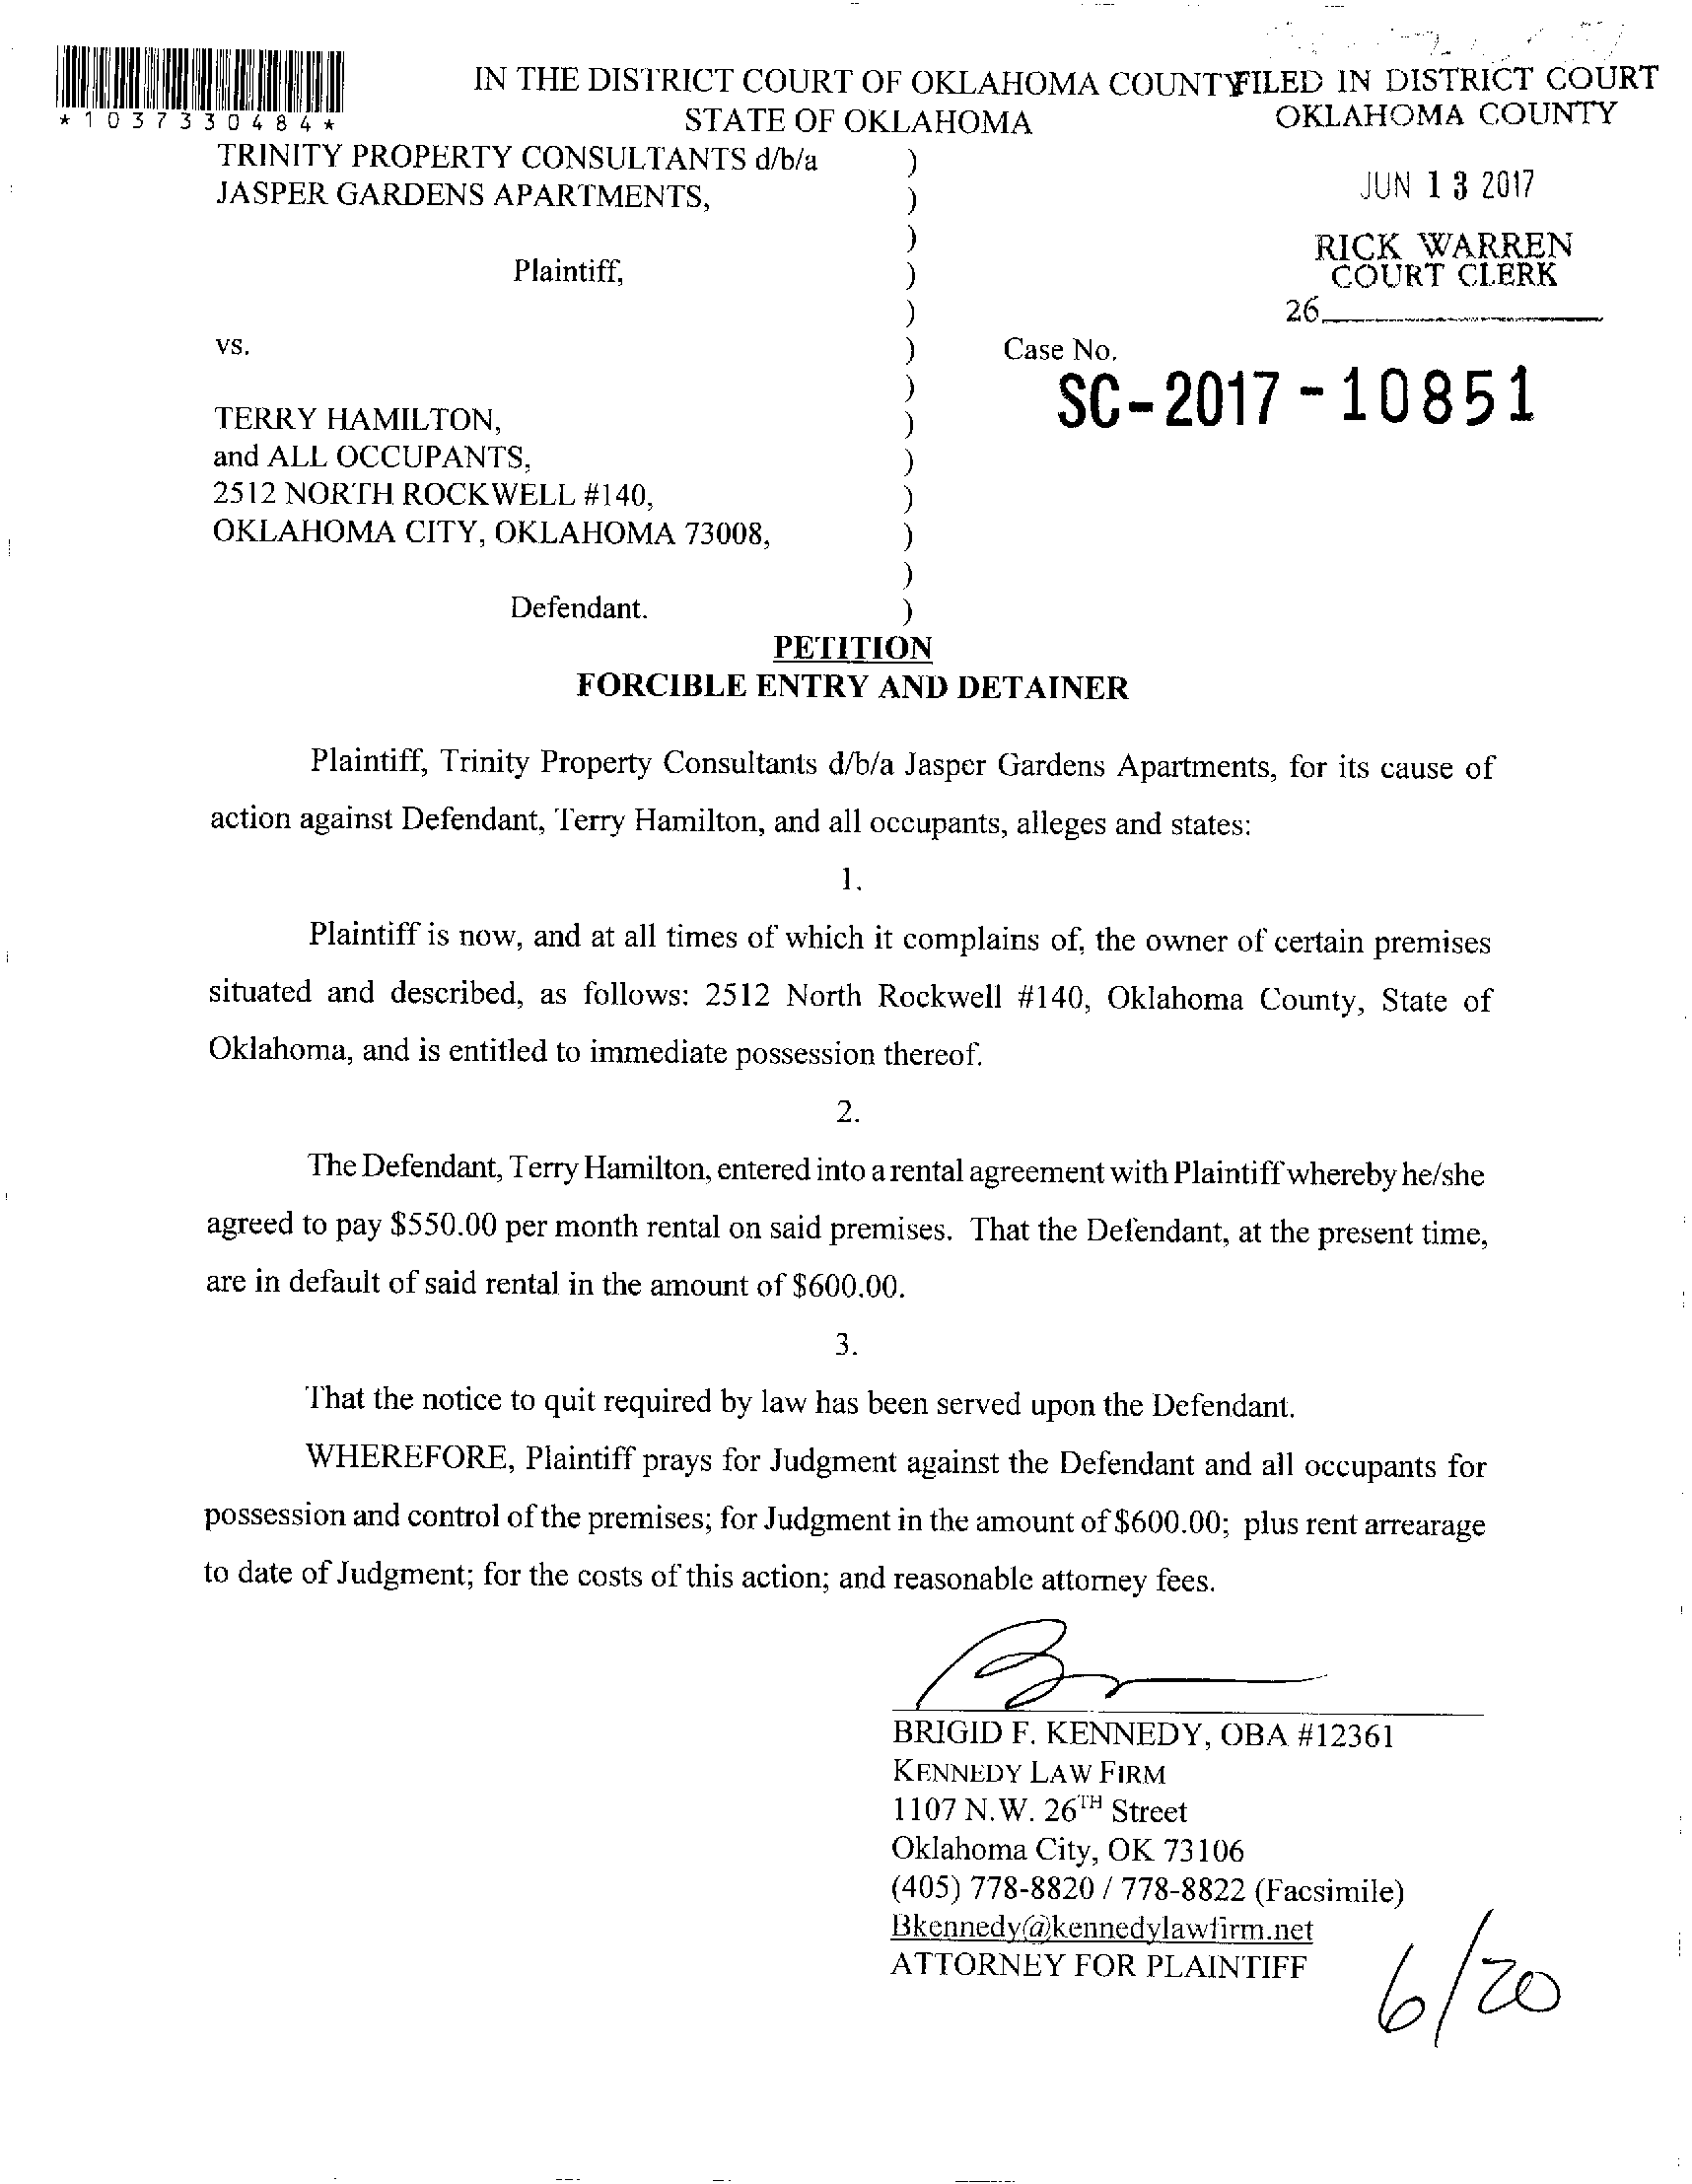 IN THE DISTRICT COURT OF OKLAHOMA COUNTY
STATE OF OKLAHOMA
FILED IN DISTRICT COURT
OKLAHOMA COUNTY
JUN 13 2017
RICK WARREN
COURT CLERK
26
*1037330484*
TRINITY PROPERTY CONSULTANTS d/b/a )
JASPER GARDENS APARTMENTS, )
)
Plaintiff, )
)
vs. ) Case No.
SC-2017-10851
)
TERRY HAMILTON, )
and ALL OCCUPANTS, )
2512 NORTH ROCKWELL #140, )
OKLAHOMA CITY, OKLAHOMA 73008, )
)
Defendant. )
PETITION
FORCIBLE ENTRY AND DETAINER
Plaintiff, Trinity Property Consultants d/b/a Jasper Gardens Apartments, for its cause of
action against Defendant, Terry Hamilton, and all occupants, alleges and states:
1.
Plaintiff is now, and at all times of which it complains of, the owner of certain premises
situated and described, as follows: 2512 North Rockwell #140, Oklahoma County, State of
Oklahoma, and is entitled to immediate possession thereof.
2.
The Defendant, Terry Hamilton, entered into a rental agreement with Plaintiff whereby he/she
agreed to pay $550.00 per month rental on said premises. That the Defendant, at the present time,
are in default of said rental in the amount of $600.00.
3.
That the notice to quit required by law has been served upon the Defendant.
WHEREFORE, Plaintiff prays for Judgment against the Defendant and all occupants for
possession and control of the premises; for Judgment in the amount of $600.00; plus rent arrearage
to date of Judgment; for the costs of this action; and reasonable attorney fees.
BRIGID F. KENNEDY, OBA #12361
KENNEDY LAW FIRM
1107 N.W. 26TH Street
Oklahoma City, OK 73106
(405) 778-8820 / 778-8822 (Facsimile)
Bkennedy@kennedylawfirm.net
ATTORNEY FOR PLAINTIFF
6/20